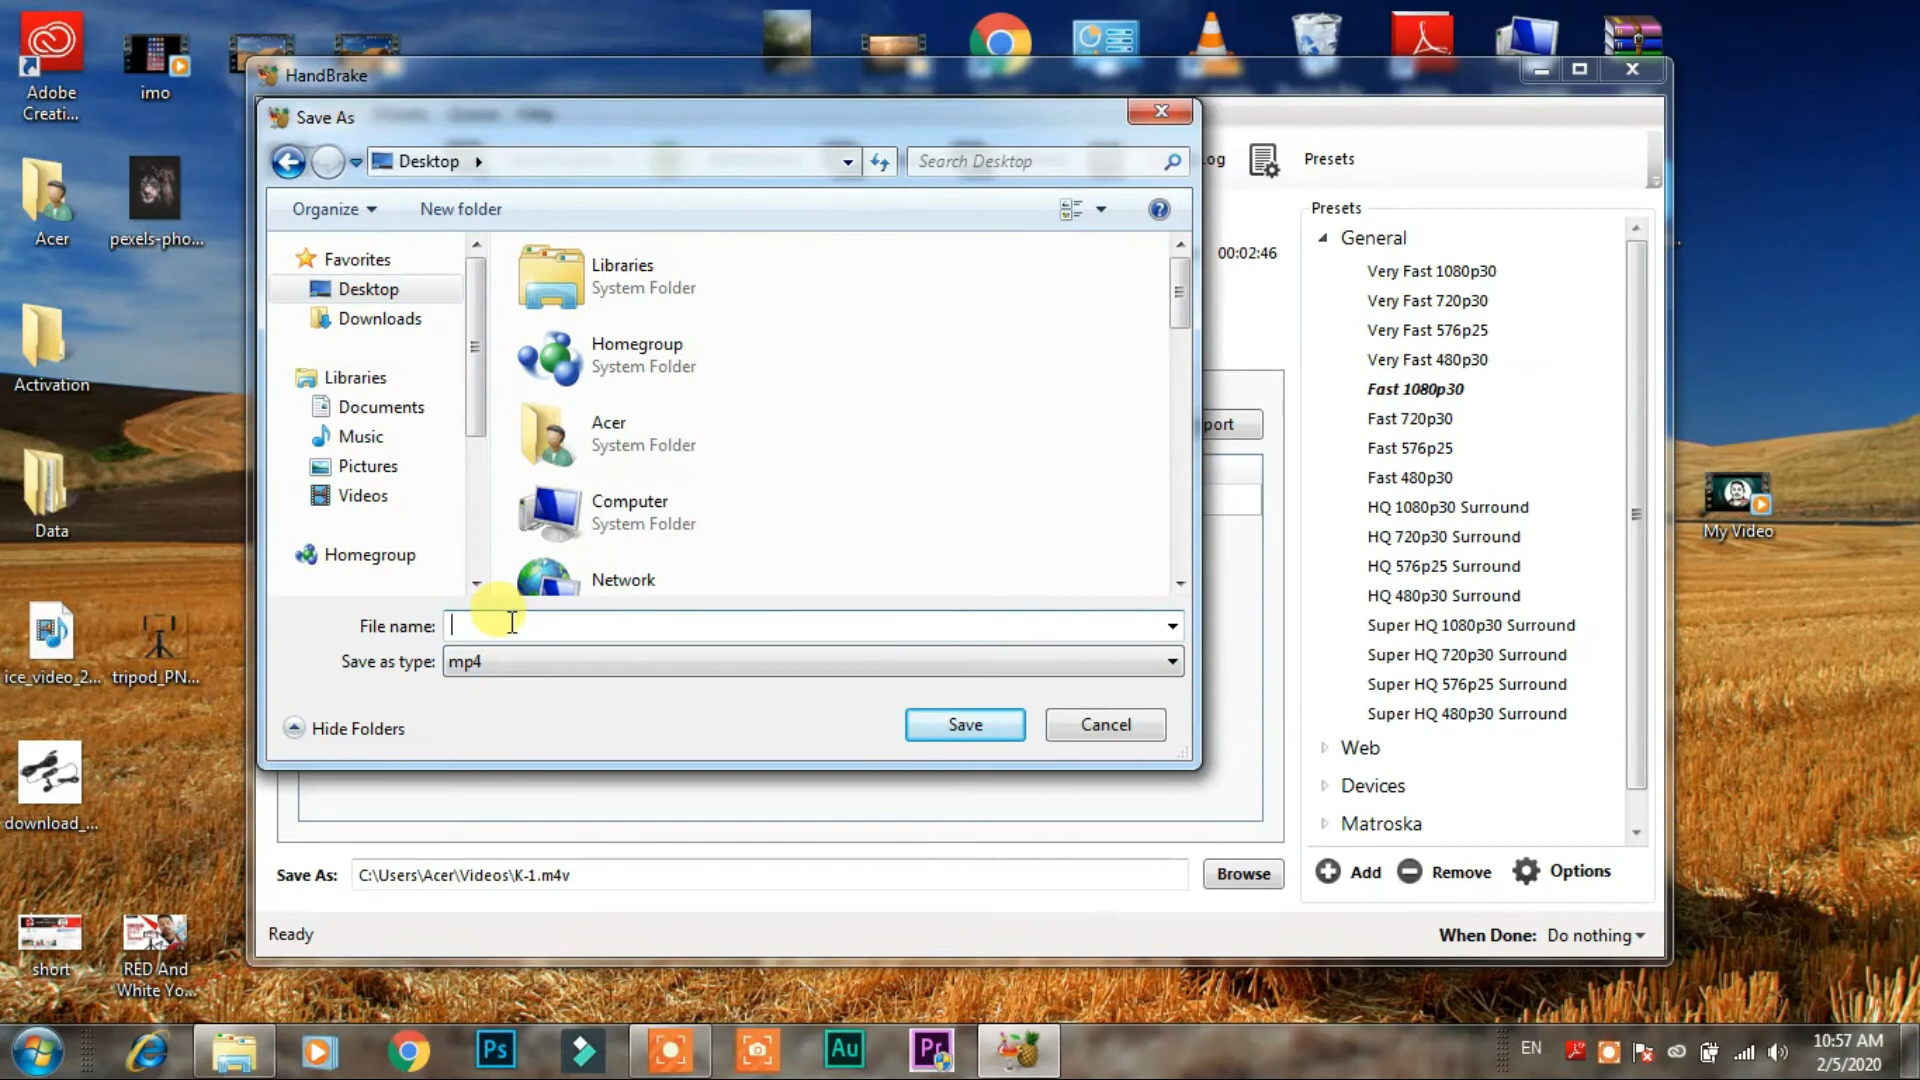 HandBrake
Save As
Desktop
Search Desktop
Organize
New folder
Favorites
Desktop
Downloads
Libraries
Documents
Music
Pictures
Videos
Homegroup
Libraries
System Folder
Homegroup
System Folder
Acer
System Folder
Computer
System Folder
Network
File name:
Save as type: mp4
Hide Folders
Save
Cancel
Presets
00:02:46
port
Presets
General
Very Fast 1080p30
Very Fast 720p30
Very Fast 576p25
Very Fast 480p30
Fast 1080p30
Fast 720p30
Fast 576p25
Fast 480p30
HQ 1080p30 Surround
HQ 720p30 Surround
HQ 576p25 Surround
HQ 480p30 Surround
Super HQ 1080p30 Surround
Super HQ 720p30 Surround
Super HQ 576p25 Surround
Super HQ 480p30 Surround
Web
Devices
Matroska
Add
Remove
Options
Save As: C:\Users\Acer\Videos\K-1.m4v
Browse
Ready
When Done: Do nothing
Adobe
Creati...
imo
Acer
pexels-pho...
Activation
Data
ice_video_2...
tripod_PN...
download_...
short
RED And
White Yo...
My Video
Ps
Au
Pr
EN
10:57 AM
2/5/2020